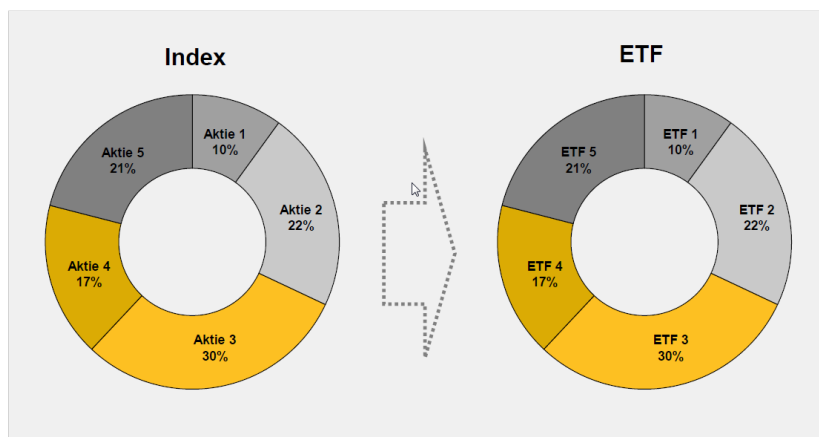 Index
Aktie 1
10%
Aktie 2
22%
Aktie 3
30%
Aktie 4
17%
Aktie 5
21%
ETF
ETF 1
10%
ETF 2
22%
ETF 3
30%
ETF 4
17%
ETF 5
21%